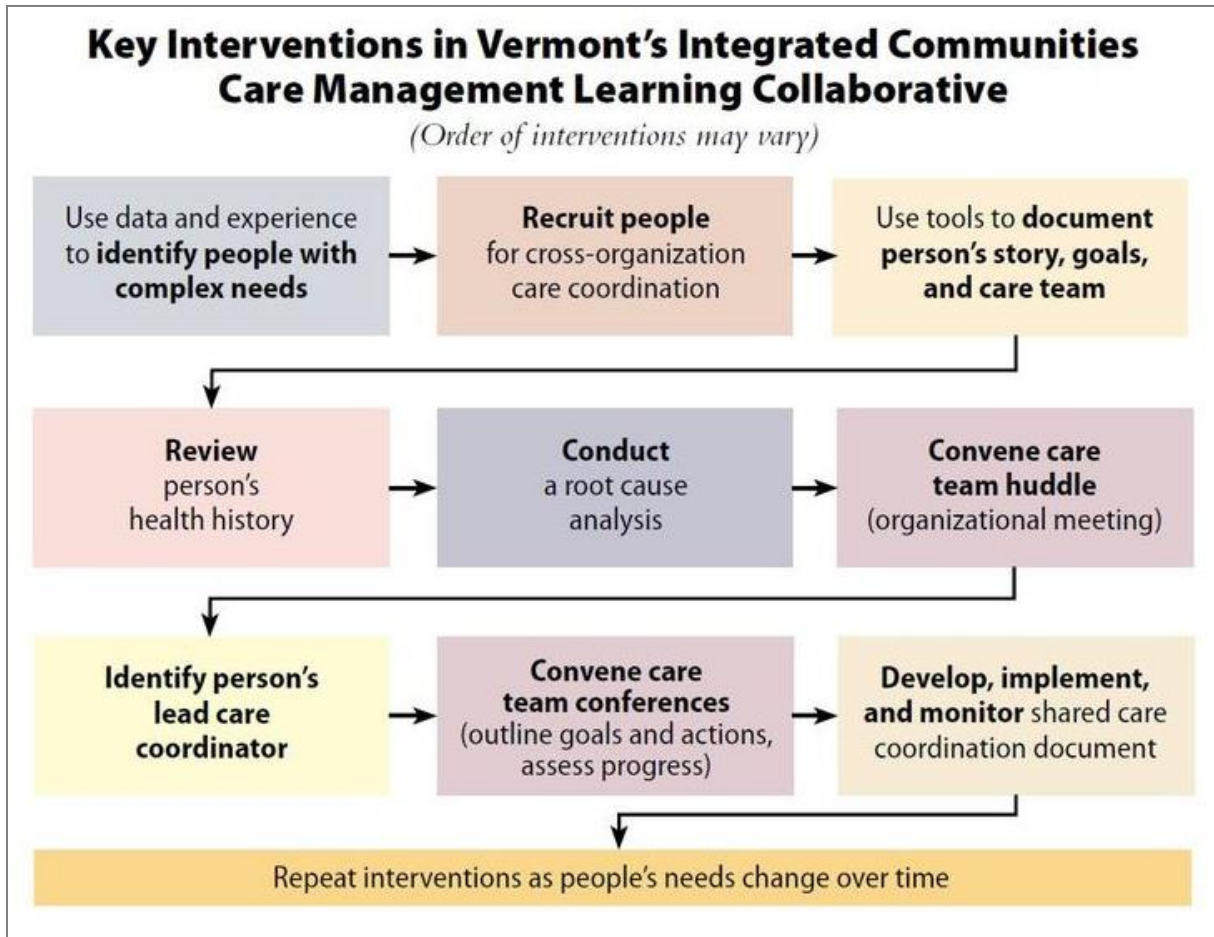 Key Interventions in Vermont’s Integrated Communities
Care Management Learning Collaborative
(Order of interventions may vary)
Use data and experience
to identify people with
complex needs
Recruit people
for cross-organization
care coordination
Use tools to document
person’s story, goals,
and care team
Review
person’s
health history
Conduct
a root cause
analysis
Convene care
team huddle
(organizational meeting)
Identify person’s
lead care
coordinator
Convene care
team conferences
(outline goals and actions,
assess progress)
Develop, implement,
and monitor shared care
coordination document
Repeat interventions as people’s needs change over time